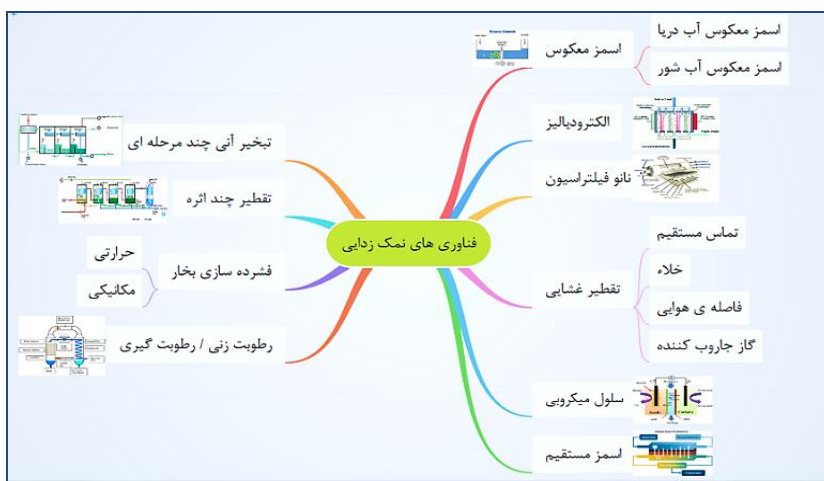 فناوری های نمک زدایی
اسمز معکوس
اسمز معکوس آب دریا
اسمز معکوس آب شور
الکترودیالیز
نانو فیلتراسیون
تقطیر غشایی
تماس مستقیم
خلاء
فاصله ی هوایی
گاز جاروب کننده
سلول میکروبی
اسمز مستقیم
تبخیر آنی چند مرحله ای
تقطیر چند اثره
فشرده سازی بخار
حرارتی
مکانیکی
رطوبت زنی / رطوبت گیری